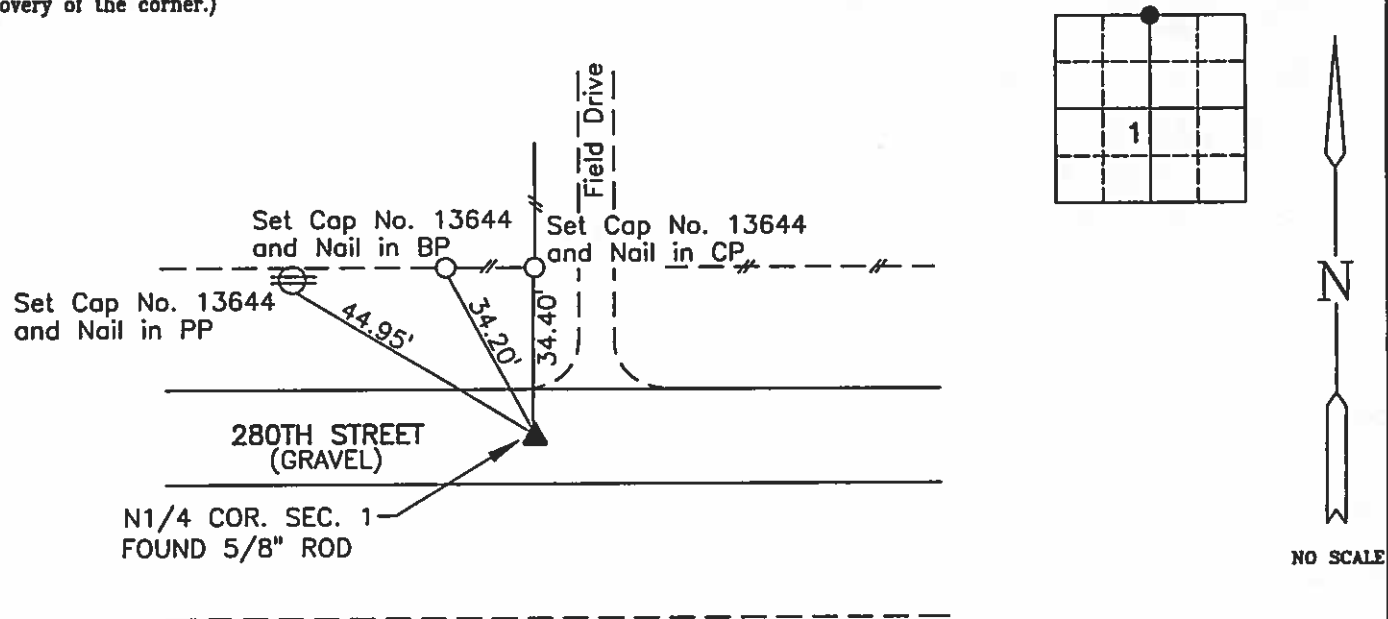 overy of the corner.)
Field Drive
1
Set Cap No. 13644
and Nail in BP
Set Cap No. 13644
and Nail in CP
Set Cap No. 13644
and Nail in PP
44.95'
34.20'
34.40'
N
280TH STREET
(GRAVEL)
N1/4 COR. SEC. 1
FOUND 5/8" ROD
NO SCALE